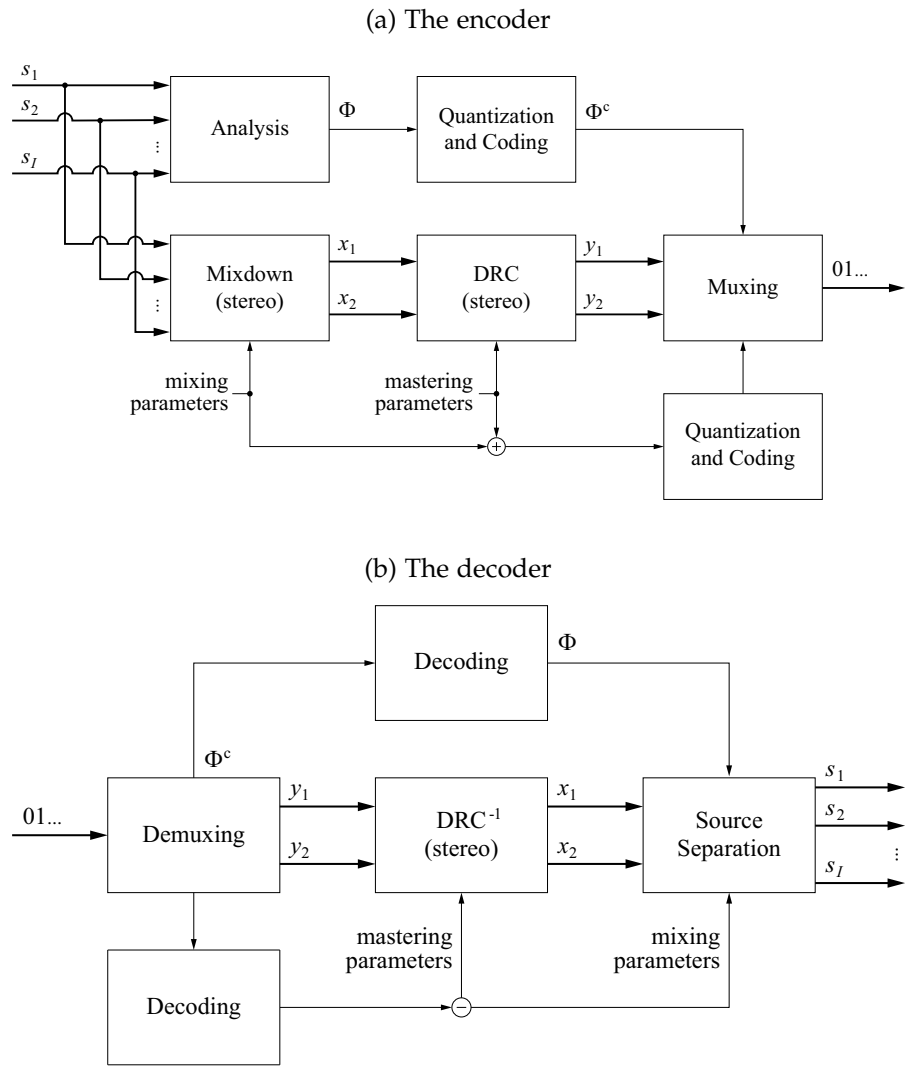 (a) The encoder
s1
s2
⋮
sI
Analysis
Φ
Quantization
and Coding
Φc
Mixdown
(stereo)
⋮
x1
x2
DRC
(stereo)
y1
y2
Muxing
01...
mixing
parameters
mastering
parameters
+
Quantization
and Coding
(b) The decoder
Decoding
Φ
Φc
01...
Demuxing
y1
y2
DRC-1
(stereo)
x1
x2
Source
Separation
s1
s2
⋮
sI
mastering
parameters
mixing
parameters
Decoding
−